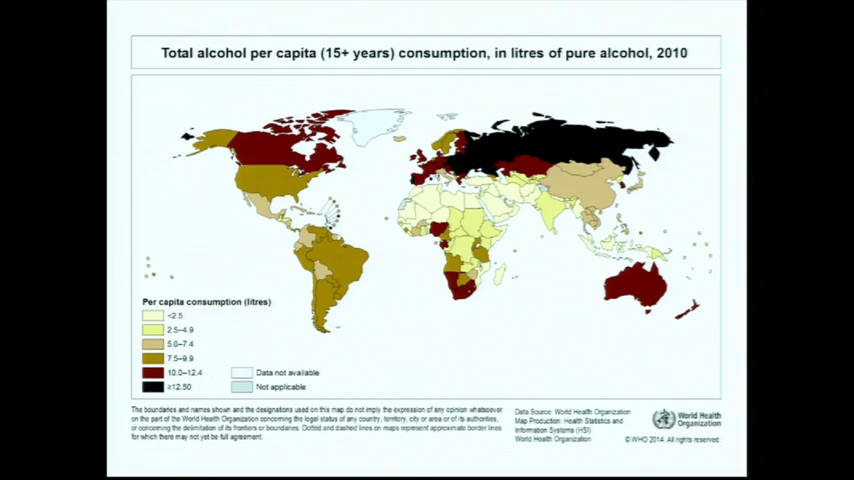 Total alcohol per capita (15+ years) consumption, in litres of pure alcohol, 2010
Per capita consumption (litres)
<2.5
2.5–4.9
5.0–7.4
7.5–9.9
10.0–12.4
≥12.50
Data not available
Not applicable
The boundaries and names shown and the designations used on this map do not imply the expression of any opinion whatsoever
on the part of the World Health Organization concerning the legal status of any country, territory, city or area or of its authorities,
or concerning the delimitation of its frontiers or boundaries. Dotted and dashed lines on maps represent approximate border lines
for which there may not yet be full agreement.
Data Source: World Health Organization
Map Production: Health Statistics and
Information Systems (HSI)
World Health Organization
World Health
Organization
© WHO 2014. All rights reserved.